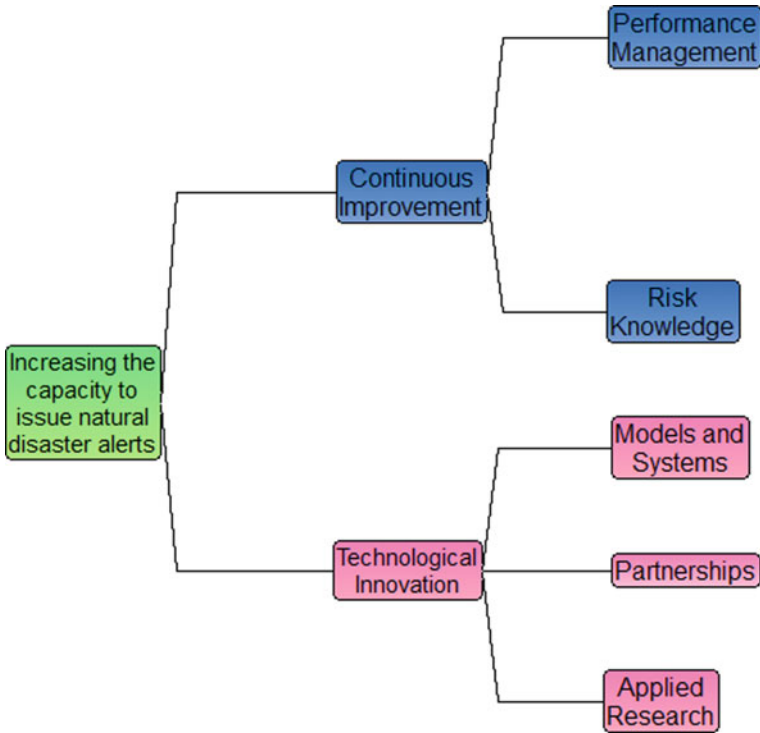 Performance
Management
Continuous
Improvement
Risk
Knowledge
Increasing the
capacity to
issue natural
disaster alerts
Models and
Systems
Technological
Innovation
Partnerships
Applied
Research